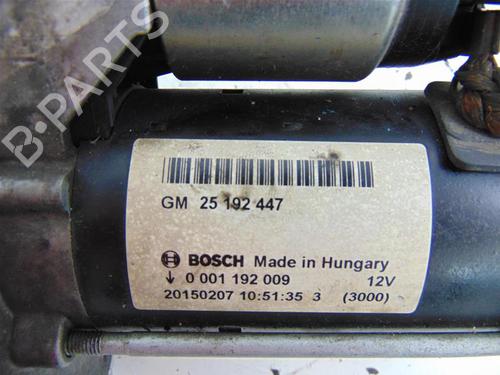 B-PARTS
GM 25 192 447
BOSCH Made in Hungary
0 001 192 009 12V
20150207 10:51:35 3 (3000)